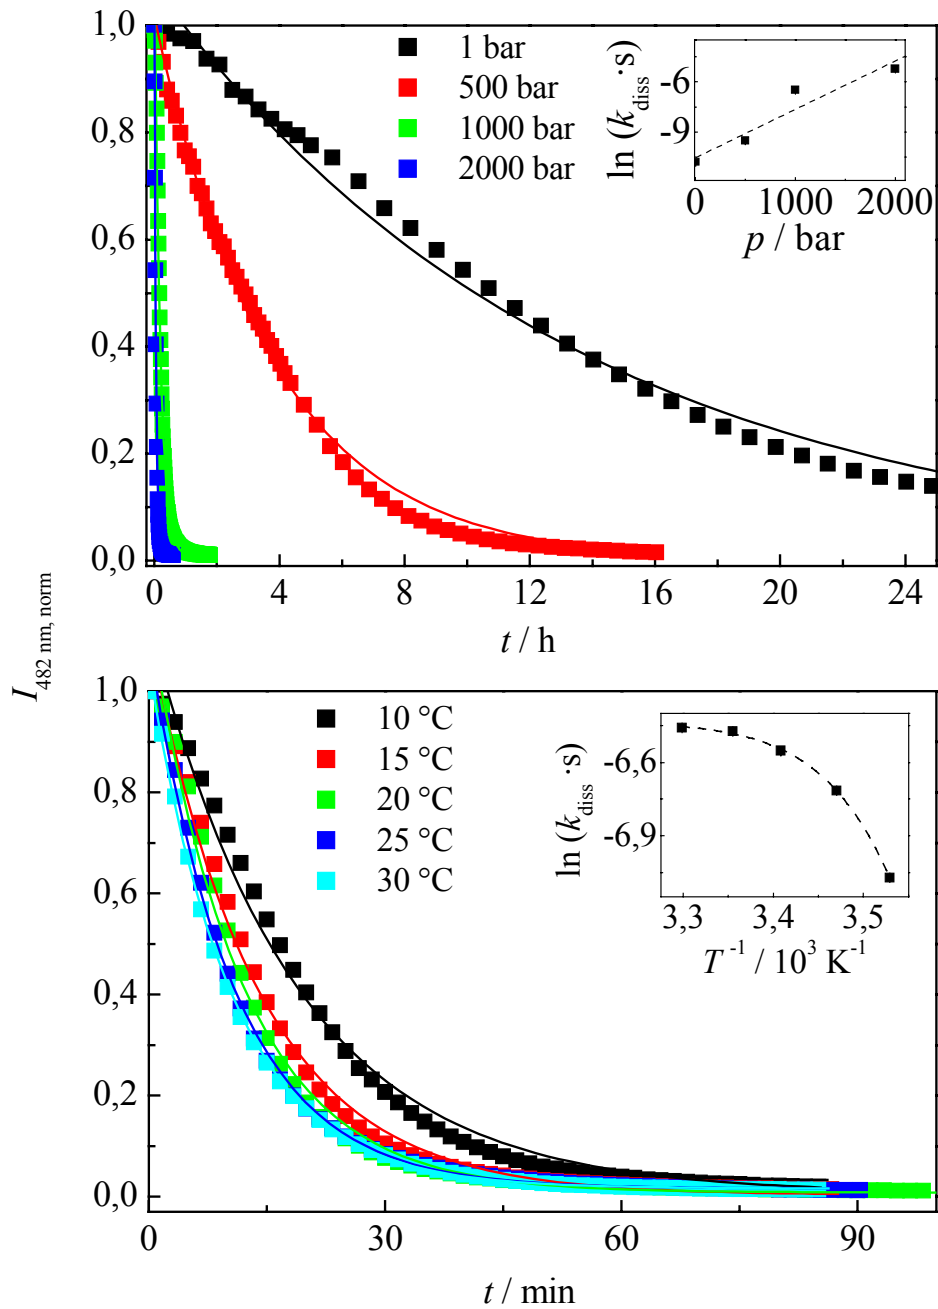 1,0
0,8
0,6
0,4
0,2
0,0
0 4 8 12 16 20 24
t / h
1 bar
500 bar
1000 bar
2000 bar
ln (k_diss·s)
-6
-9
0 1000 2000
p / bar
I_482 nm, norm
1,0
0,8
0,6
0,4
0,2
0,0
0 30 60 90
t / min
10 °C
15 °C
20 °C
25 °C
30 °C
ln (k_diss·s)
-6,6
-6,9
3,3 3,4 3,5
T⁻¹ / 10³ K⁻¹